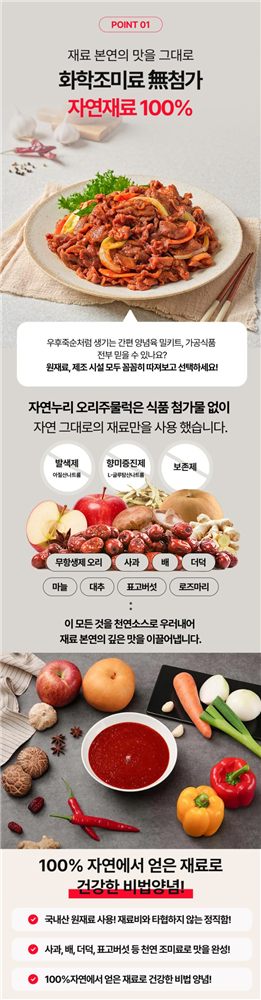 POINT 01
재료 본연의 맛을 그대로
화학조미료 無첨가
자연재료 100%
우후죽순처럼 생기는 간편 양념육 밀키트, 가공식품
전부 믿을 수 있나요?
원재료, 제조 시설 모두 꼼꼼히 따져보고 선택하세요!
자연누리 오리주물럭은 식품 첨가물 없이
자연 그대로의 재료만을 사용 했습니다.
발색제
아질산나트륨
향미증진제
L-글루탐산나트륨
보존제
무항생제 오리
사과
배
더덕
마늘
대추
표고버섯
로즈마리
이 모든 것을 천연소스로 우러내어
재료 본연의 깊은 맛을 이끌어냅니다.
100% 자연에서 얻은 재료로
건강한 비법양념!
국내산 원재료 사용! 재료비와 타협하지 않는 정직함!
사과, 배, 더덕, 표고버섯 등 천연 조미료로 맛을 완성!
100%자연에서 얻은 재료로 건강한 비법 양념!